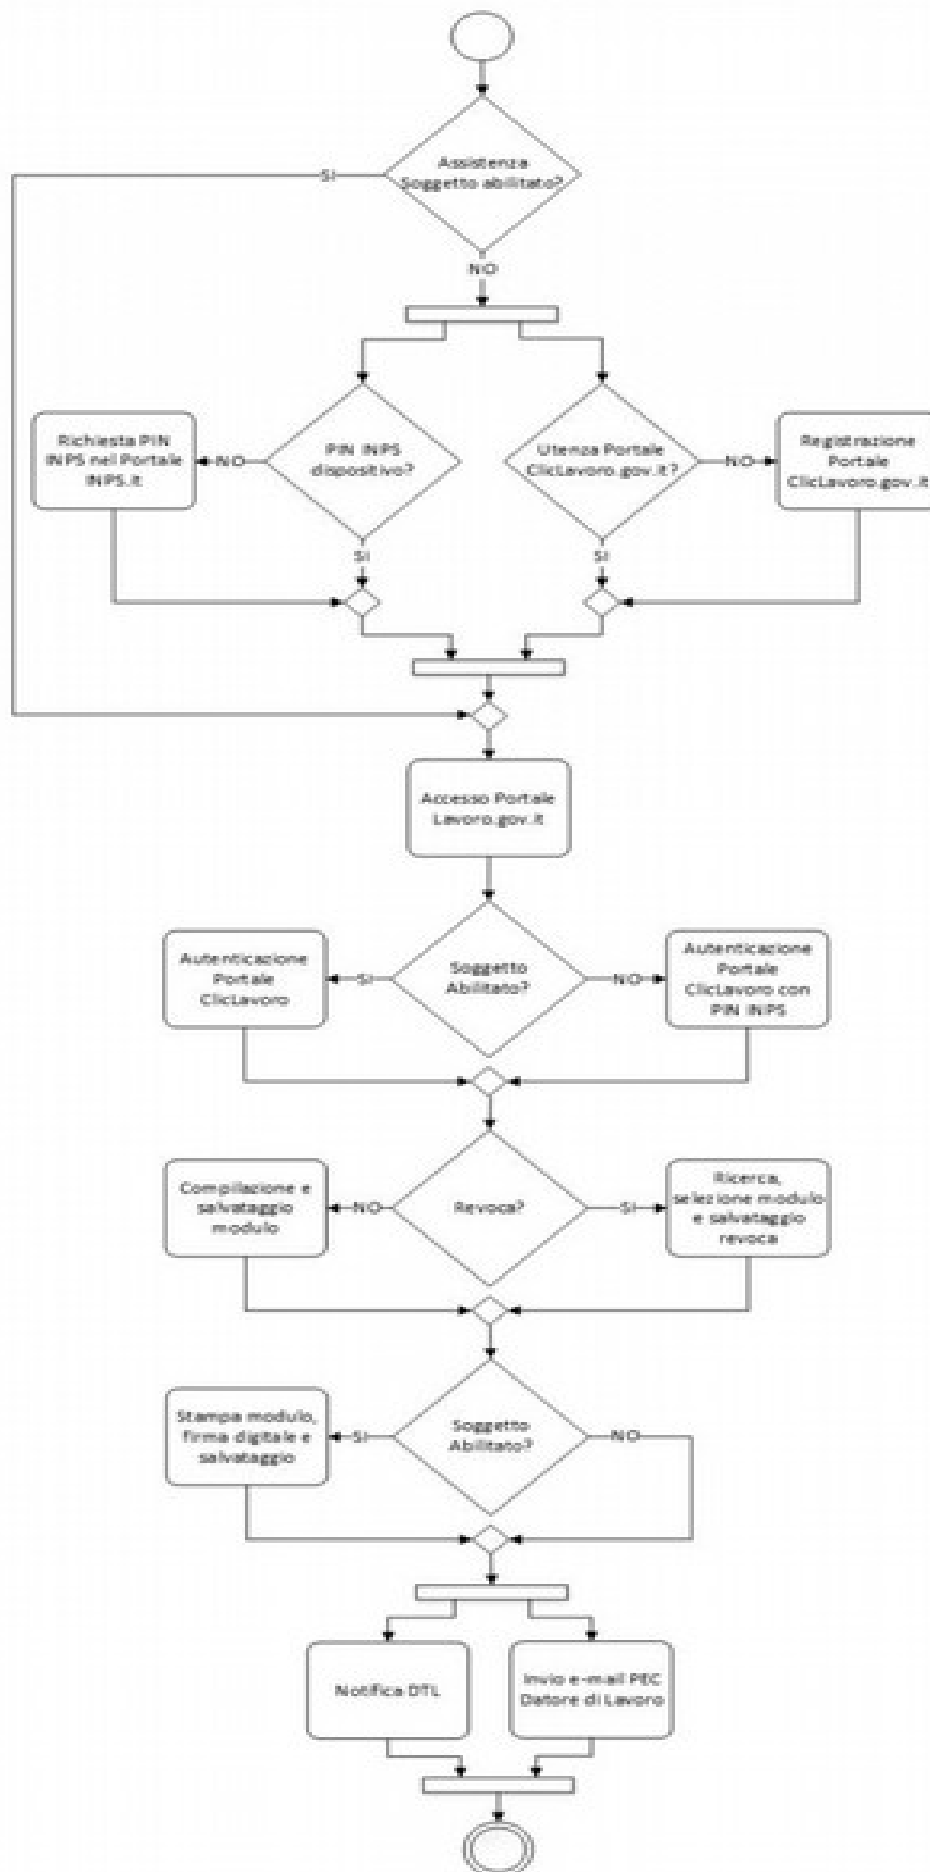 Assistenza
Soggetto abilitato?
SI
NO
Richiesta PIN
INPS nel Portale
INPS.it
NO
PIN INPS
dispositivo?
Utenza Portale
ClicLavoro.gov.it?
NO
Registrazione
Portale
ClicLavoro.gov.it
SI
SI
Accesso Portale
Lavoro.gov.it
Autenticazione
Portale
ClicLavoro
SI
Soggetto
Abilitato?
NO
Autenticazione
Portale
ClicLavoro con
PIN INPS
Compilazione e
salvataggio
modulo
NO
Revoca?
SI
Ricerca,
selezione modulo
e salvataggio
revoca
Stampa modulo,
firma digitale e
salvataggio
SI
Soggetto
Abilitato?
NO
Notifica DTL
Invio e-mail PEC
Datore di Lavoro